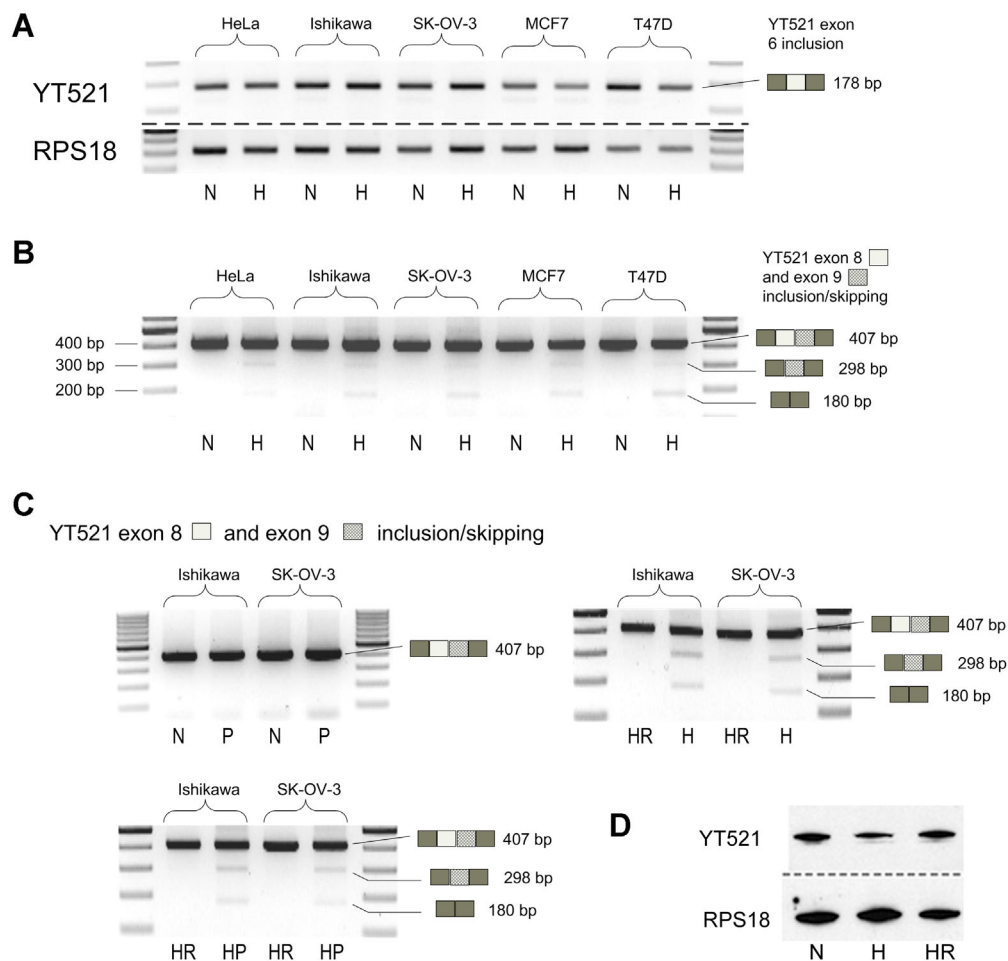 A
HeLa Ishikawa SK-OV-3 MCF7 T47D
YT521 exon
6 inclusion
YT521
178 bp
RPS18
N H N H N H N H N H
B
HeLa Ishikawa SK-OV-3 MCF7 T47D
YT521 exon 8
and exon 9
inclusion/skipping
400 bp
407 bp
300 bp
298 bp
200 bp
180 bp
N H N H N H N H N H
C
YT521 exon 8 and exon 9 inclusion/skipping
Ishikawa SK-OV-3
407 bp
N P N P
Ishikawa SK-OV-3
407 bp
298 bp
180 bp
HR H HR H
Ishikawa SK-OV-3
407 bp
298 bp
180 bp
HR HP HR HP
D
YT521
RPS18
N H HR